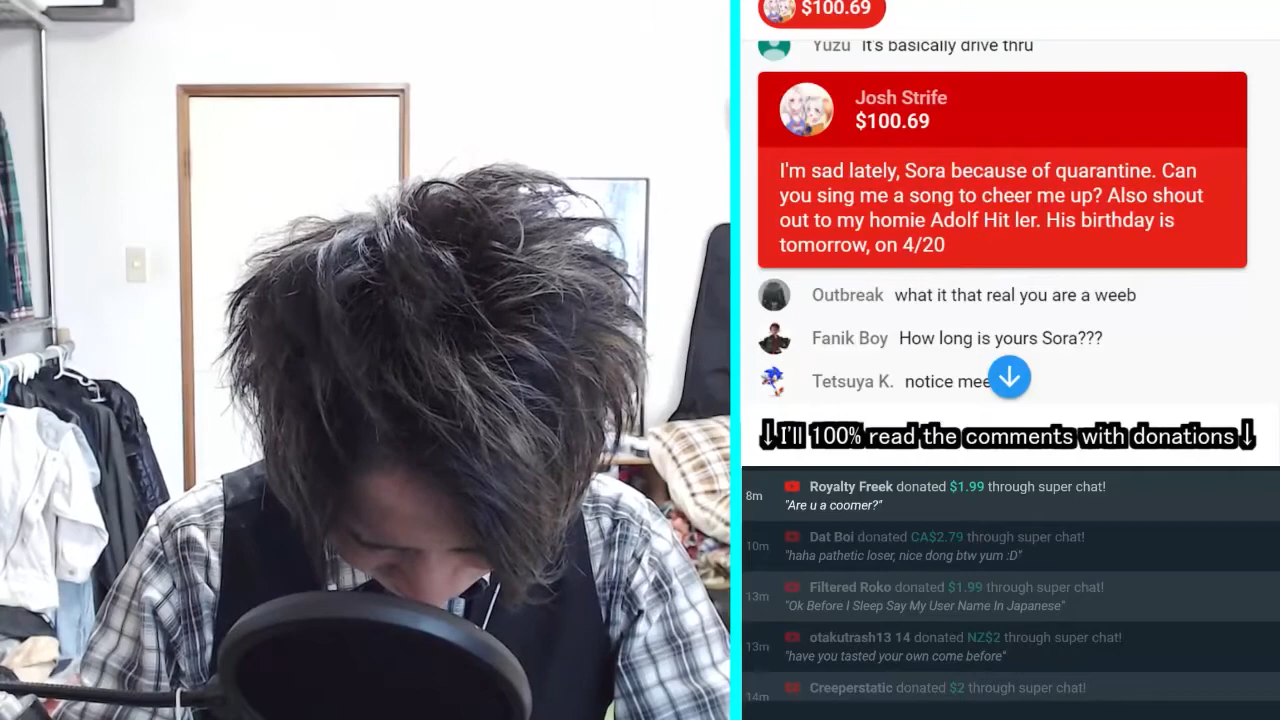 $100.69
Yuzu It's basically drive thru
Josh Strife
$100.69
I'm sad lately, Sora because of quarantine. Can
you sing me a song to cheer me up? Also shout
out to my homie Adolf Hit ler. His birthday is
tomorrow, on 4/20
Outbreak what it that real you are a weeb
Fanik Boy How long is yours Sora???
Tetsuya K. notice mee
↓I'll 100% read the comments with donations↓
8m Royalty Freek donated $1.99 through super chat!
"Are u a coomer?"
10m Dat Boi donated CA$2.79 through super chat!
"haha pathetic loser, nice dong btw yum :D"
13m Filtered Roko donated $1.99 through super chat!
"Ok Before I Sleep Say My User Name In Japanese"
13m otakutrash13 14 donated NZ$2 through super chat!
"have you tasted your own come before"
14m Creeperstatic donated $2 through super chat!